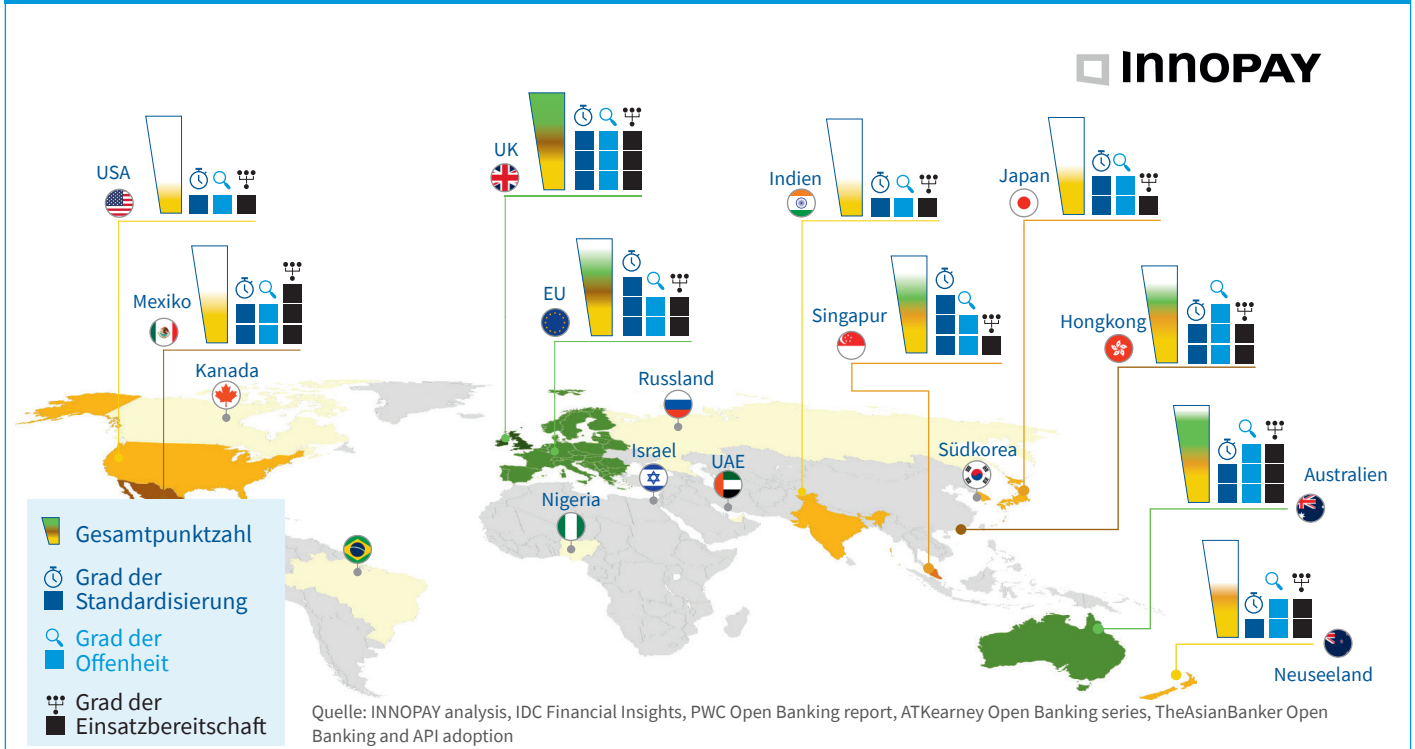 InnoPAY
USA
UK
Indien
Japan
Mexiko
EU
Singapur
Hongkong
Kanada
Russland
Israel
UAE
Südkorea
Nigeria
Australien
Neuseeland
Gesamtpunktzahl
Grad der
Standardisierung
Grad der
Offenheit
Grad der
Einsatzbereitschaft
Quelle: INNOPAY analysis, IDC Financial Insights, PWC Open Banking report, ATKearney Open Banking series, TheAsianBanker Open
Banking and API adoption